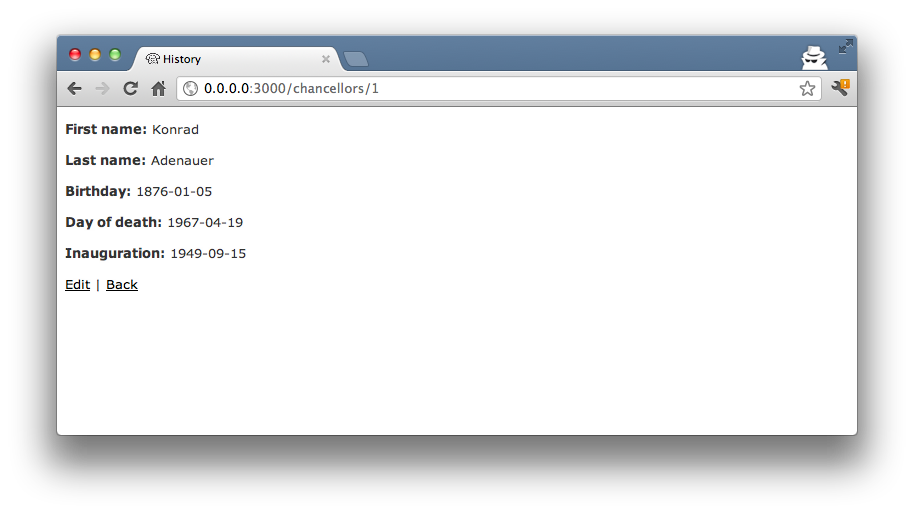 History
0.0.0.0:3000/chancellors/1
First name: Konrad
Last name: Adenauer
Birthday: 1876-01-05
Day of death: 1967-04-19
Inauguration: 1949-09-15
Edit | Back